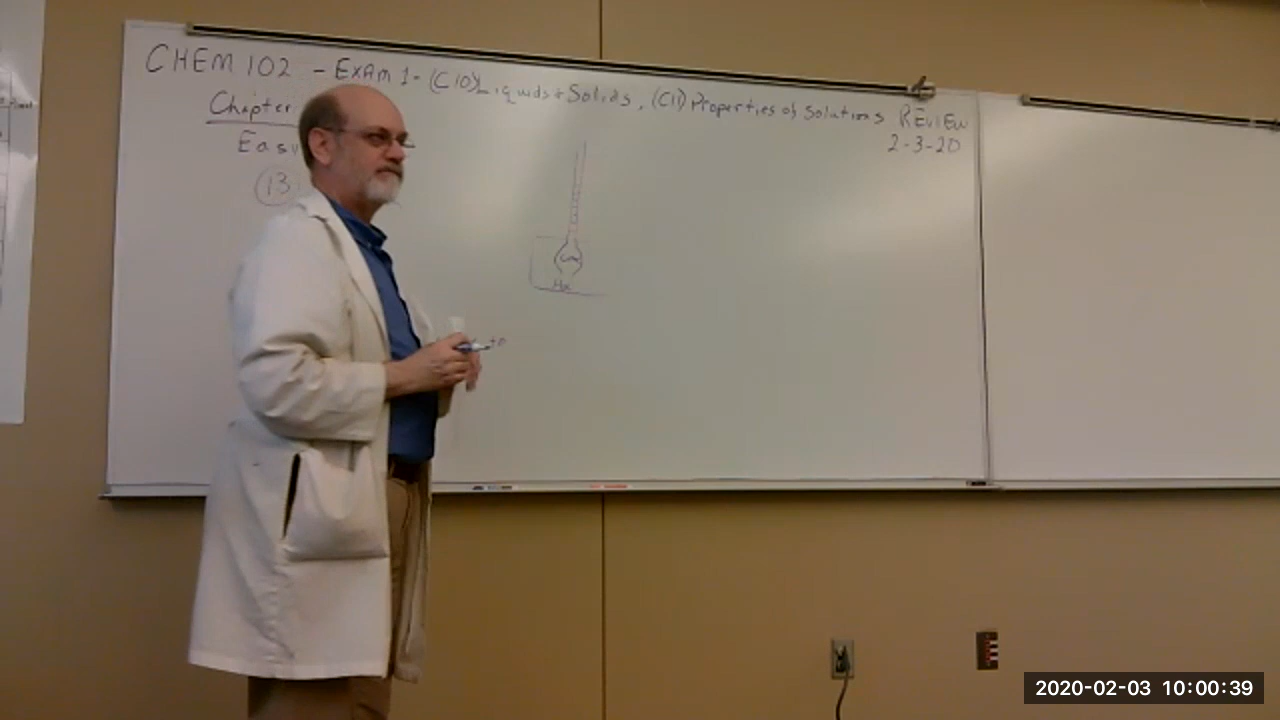 CHEM 102 - EXAM 1 - (C10) Liquids + Solids, (C11) Properties of Solutions REVIEW
2-3-20
Chapter
Easy
13
2020-02-03 10:00:39